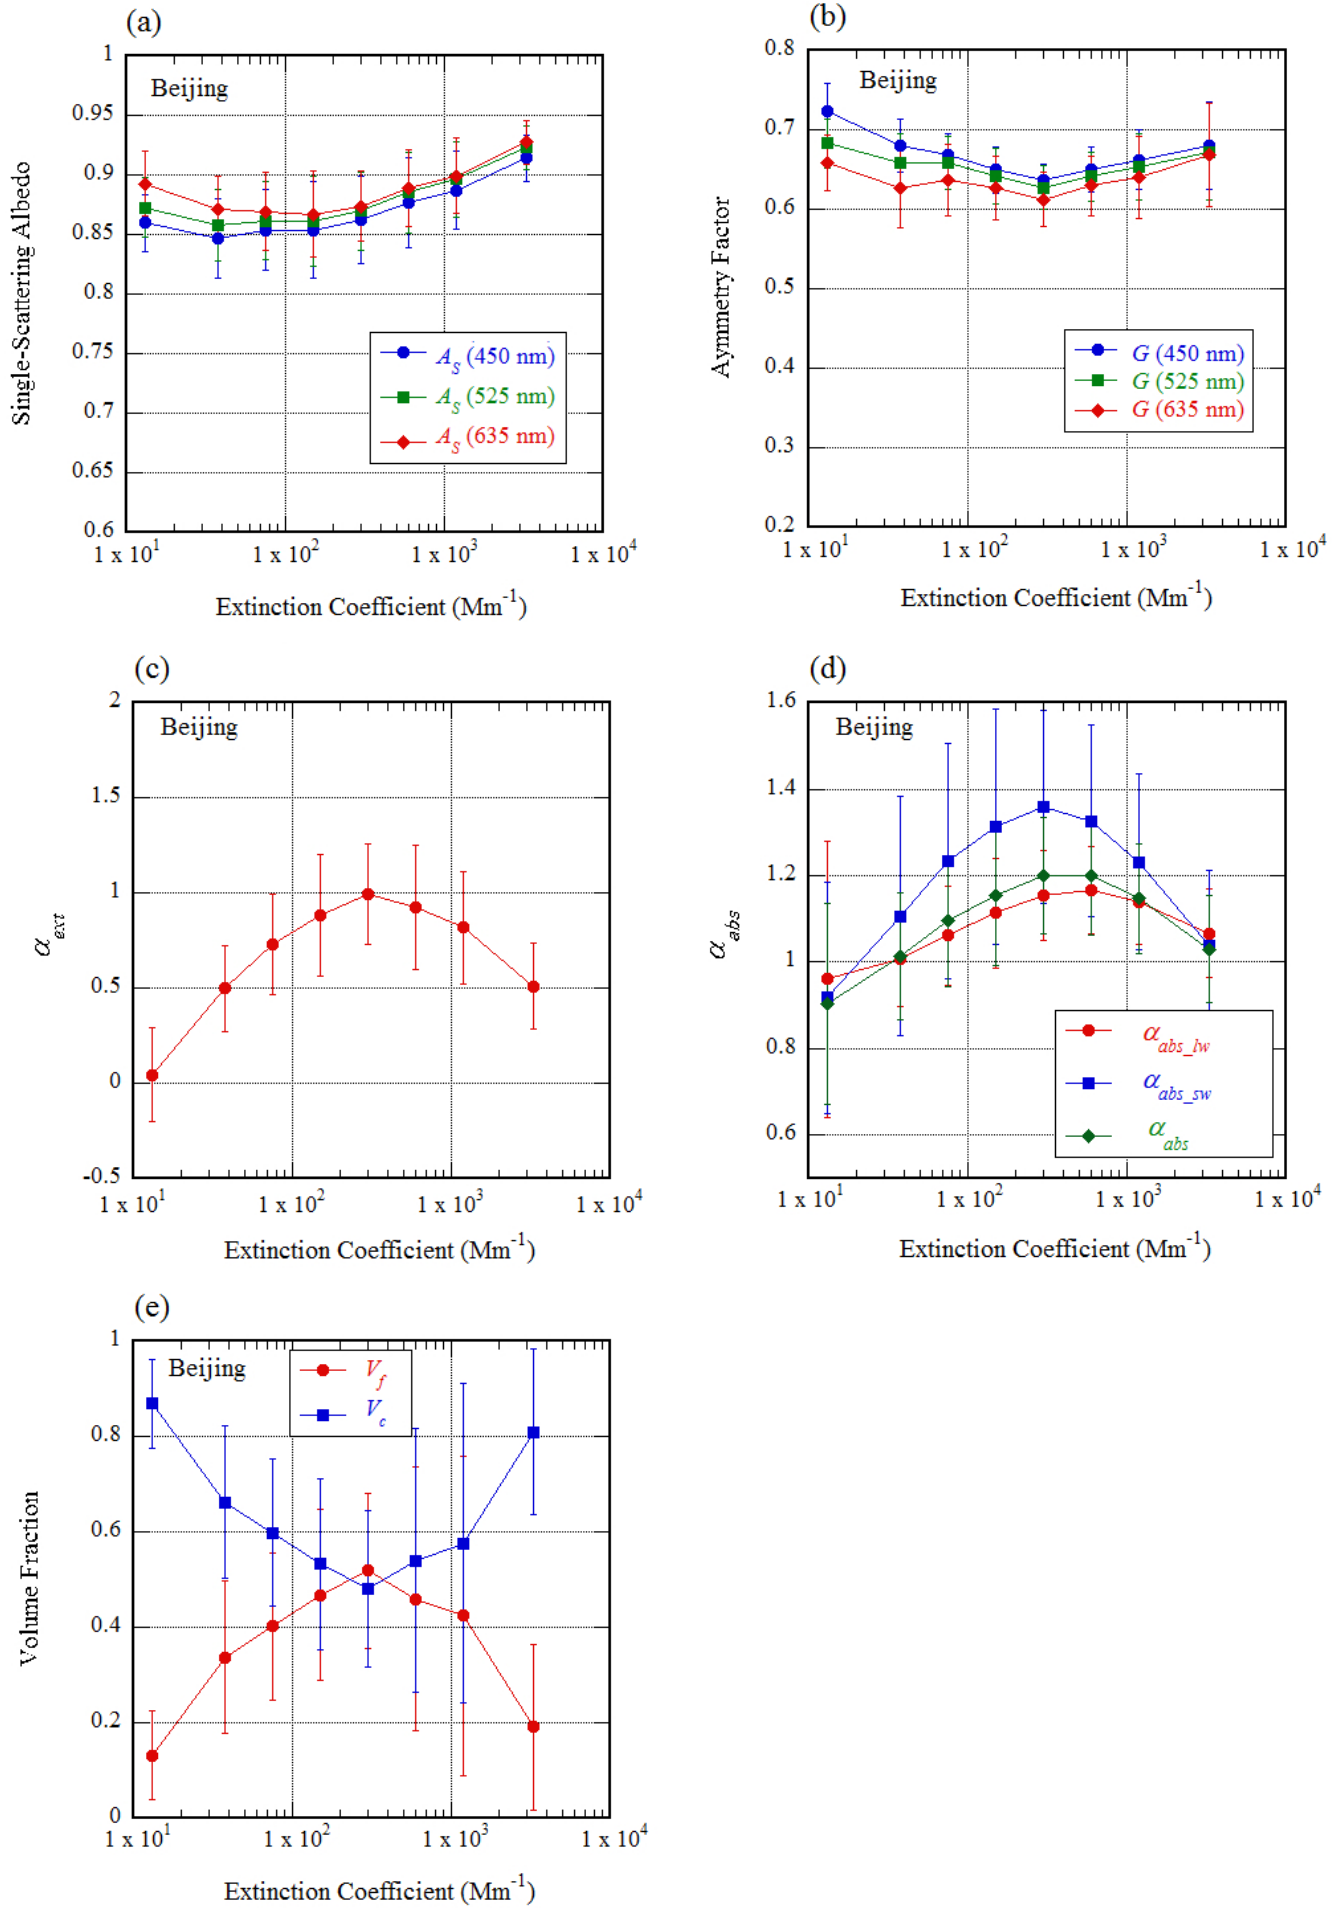 (a)
Single-Scattering Albedo
1
0.95
0.9
0.85
0.8
0.75
0.7
0.65
0.6
Beijing
A_S (450 nm)
A_S (525 nm)
A_S (635 nm)
1 x 10^1 1 x 10^2 1 x 10^3 1 x 10^4
Extinction Coefficient (Mm^-1)
(b)
Aymmetry Factor
0.8
0.7
0.6
0.5
0.4
0.3
0.2
Beijing
G (450 nm)
G (525 nm)
G (635 nm)
1 x 10^1 1 x 10^2 1 x 10^3 1 x 10^4
Extinction Coefficient (Mm^-1)
(c)
α_ext
2
1.5
1
0.5
0
-0.5
Beijing
1 x 10^1 1 x 10^2 1 x 10^3 1 x 10^4
Extinction Coefficient (Mm^-1)
(d)
α_abs
1.6
1.4
1.2
1
0.8
0.6
Beijing
α_abs_lw
α_abs_sw
α_abs
1 x 10^1 1 x 10^2 1 x 10^3 1 x 10^4
Extinction Coefficient (Mm^-1)
(e)
Volume Fraction
1
0.8
0.6
0.4
0.2
0
Beijing
V_f
V_c
1 x 10^1 1 x 10^2 1 x 10^3 1 x 10^4
Extinction Coefficient (Mm^-1)